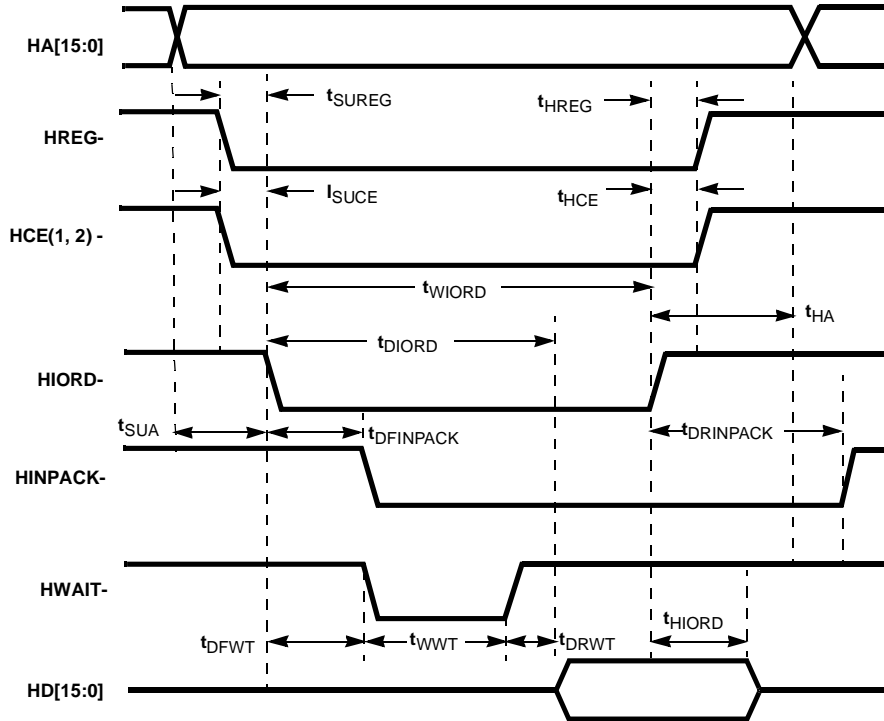 HA[15:0]
tSUREG
tHREG
HREG-
lSUCE
tHCE
HCE(1, 2) -
tWIORD
tHA
tDIORD
HIORD-
tSUA
tDFINPACK
tDRINPACK
HINPACK-
HWAIT-
tHIORD
tDFWT
tWWT
tDRWT
HD[15:0]